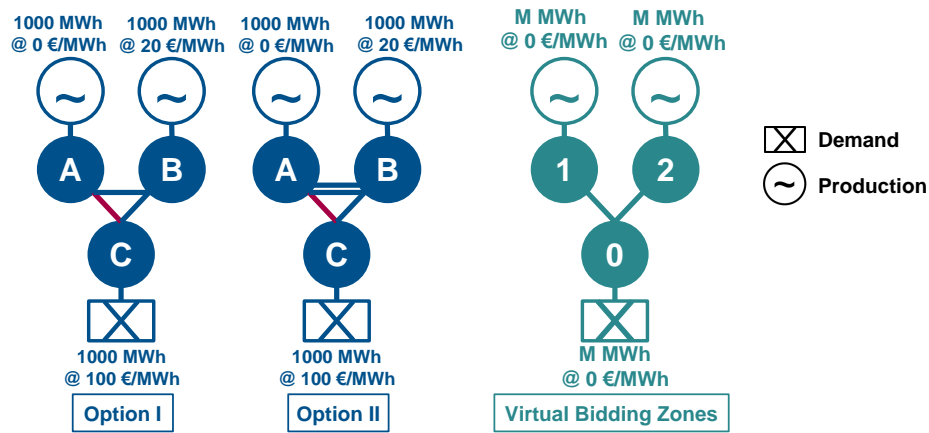 1000 MWh
@ 0 €/MWh
1000 MWh
@ 20 €/MWh
~
~
A
B
C
1000 MWh
@ 100 €/MWh
Option I
1000 MWh
@ 0 €/MWh
1000 MWh
@ 20 €/MWh
~
~
A
B
C
1000 MWh
@ 100 €/MWh
Option II
M MWh
@ 0 €/MWh
M MWh
@ 0 €/MWh
~
~
1
2
0
M MWh
@ 0 €/MWh
Virtual Bidding Zones
Demand
~ Production